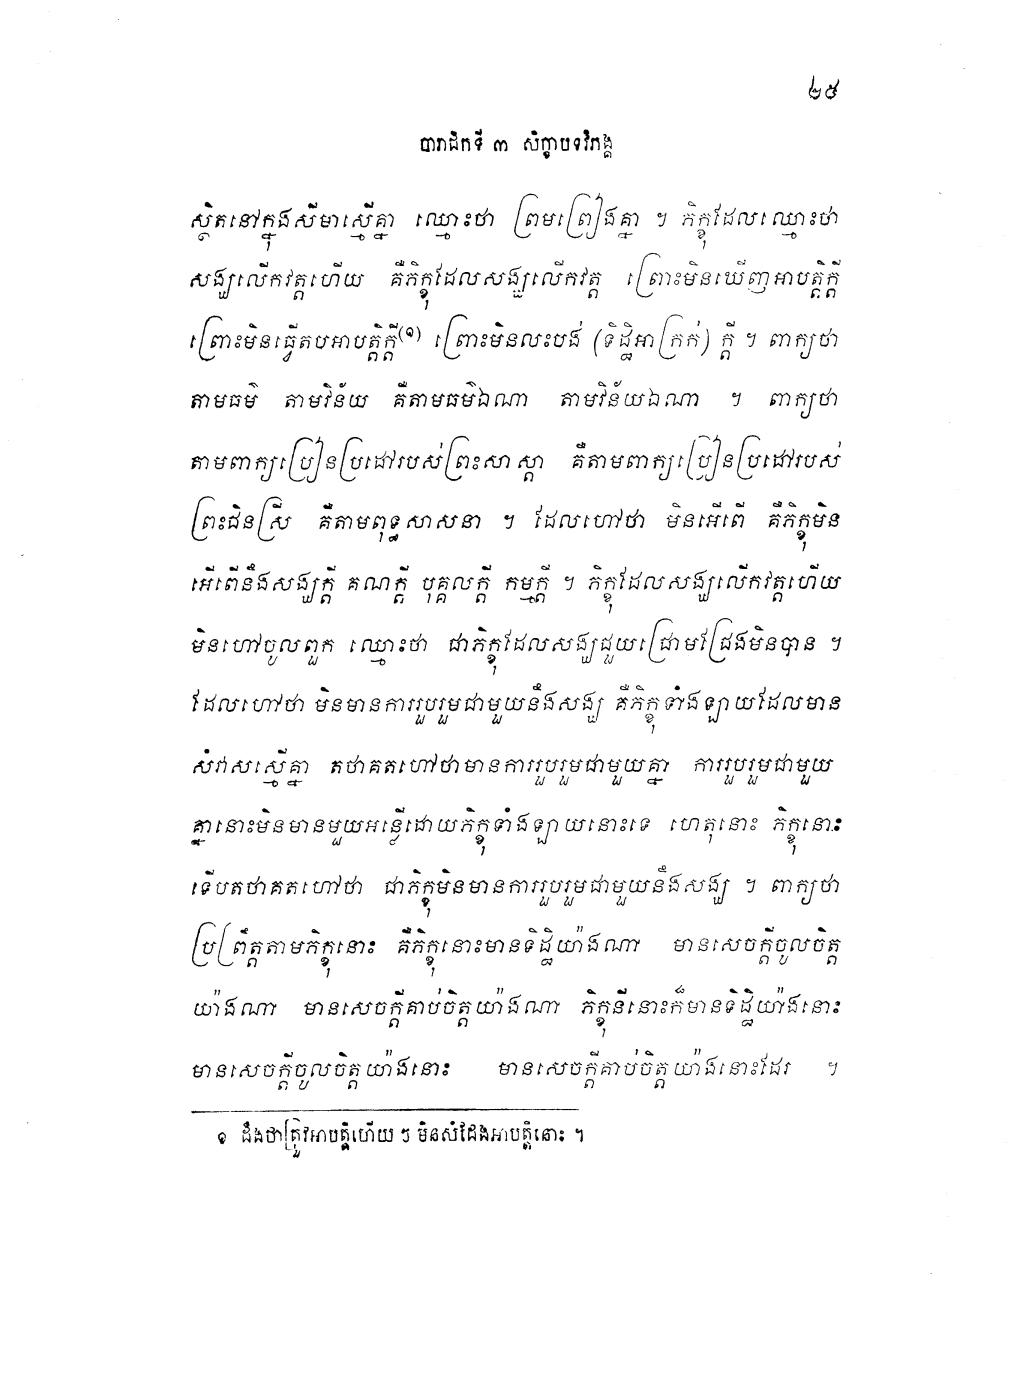 ២៥
បារាជិកទី ៣ សិក្ខាបទវិភង្គ
ស្ថិតនៅក្នុងសីមាស្មើគ្នា ឈ្មោះថា ព្រមព្រៀងគ្នា ។ ភិក្ខុដែលឈ្មោះថា
សង្ឃលើកវត្តហើយ គឺភិក្ខុដែលសង្ឃលើកវត្ត ព្រោះមិនឃើញអាបត្តិក្តី
ព្រោះមិនធ្វើតបអាបត្តិក្តី(១) ព្រោះមិនលះបង់ (ទិដ្ឋិអាក្រក់) ក្តី ។ ពាក្យថា
តាមធម៌ តាមវិន័យ គឺតាមធម៌ឯណា តាមវិន័យឯណា ។ ពាក្យថា
តាមពាក្យប្រៀនប្រដៅរបស់ព្រះសាស្តា គឺតាមពាក្យប្រៀនប្រដៅរបស់
ព្រះជិនស្រី គឺតាមពុទ្ធសាសនា ។ ដែលហៅថា មិនអើពើ គឺភិក្ខុមិន
អើពើនឹងសង្ឃក្តី គណក្តី បុគ្គលក្តី កម្មក្តី ។ ភិក្ខុដែលសង្ឃលើកវត្តហើយ
មិនហៅចូលពួក ឈ្មោះថា ជាភិក្ខុដែលសង្ឃជួយជ្រោមជ្រែងមិនបាន ។
ដែលហៅថា មិនមានការរួបរួមជាមួយនឹងសង្ឃ គឺភិក្ខុទាំងឡាយដែលមាន
សំវាសស្មើគ្នា តថាគតហៅថាមានការរួបរួមជាមួយគ្នា ការរួបរួមជាមួយ
គ្នានោះមិនមានមួយអន្លើដោយភិក្ខុទាំងឡាយនោះទេ ហេតុនោះ ភិក្ខុនោះ
ទើបតថាគតហៅថា ជាភិក្ខុមិនមានការរួបរួមជាមួយនឹងសង្ឃ ។ ពាក្យថា
ប្រព្រឹត្តតាមភិក្ខុនោះ គឺភិក្ខុនោះមានទិដ្ឋិយ៉ាងណា មានសេចក្តីចូលចិត្ត
យ៉ាងណា មានសេចក្តីគាប់ចិត្តយ៉ាងណា ភិក្ខុនីនោះក៏មានទិដ្ឋិយ៉ាងនោះ
មានសេចក្តីចូលចិត្តយ៉ាងនោះ មានសេចក្តីគាប់ចិត្តយ៉ាងនោះដែរ ។
១ ដឹងថាត្រូវអាបត្តិហើយ ៗ មិនសំដែងអាបត្តិនោះ ។